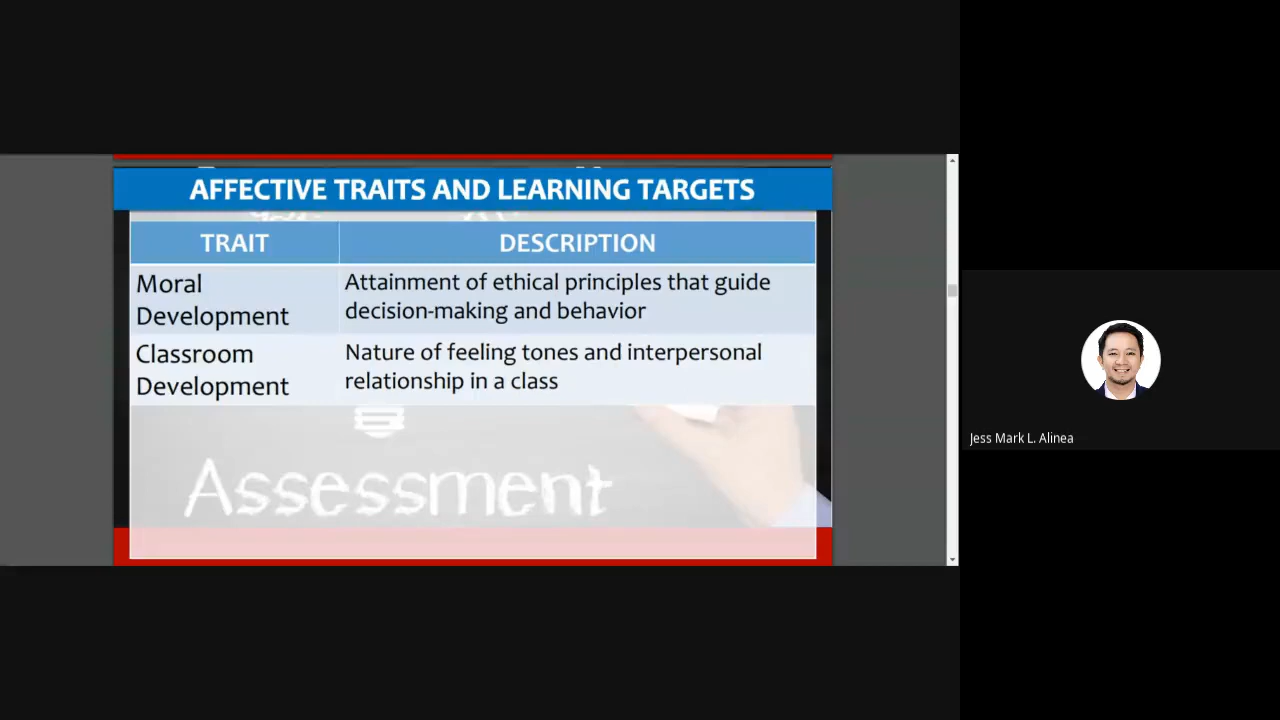 AFFECTIVE TRAITS AND LEARNING TARGETS
TRAIT
DESCRIPTION
Moral
Development
Attainment of ethical principles that guide
decision-making and behavior
Classroom
Development
Nature of feeling tones and interpersonal
relationship in a class
Assessment
Jess Mark L. Alinea